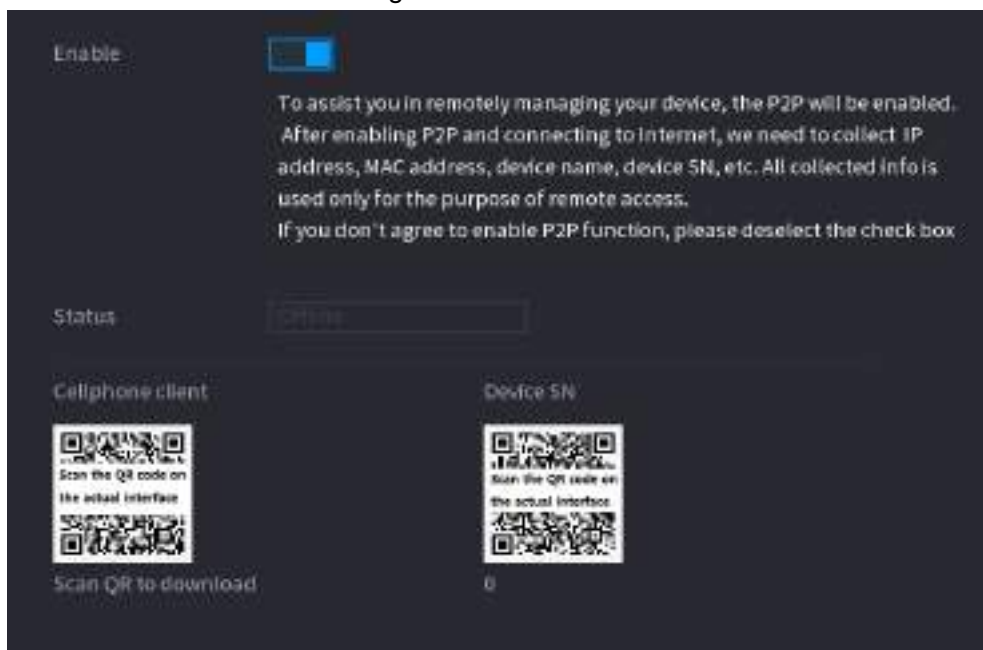 Enable
To assist you in remotely managing your device, the P2P will be enabled.
After enabling P2P and connecting to Internet, we need to collect IP
address, MAC address, device name, device SN, etc. All collected info is
used only for the purpose of remote access.
If you don't agree to enable P2P function, please deselect the check box
Status
Offline
Cellphone client
Device SN
Scan the QR code on
the actual interface
Scan the QR code on
the actual interface
Scan QR to download
0